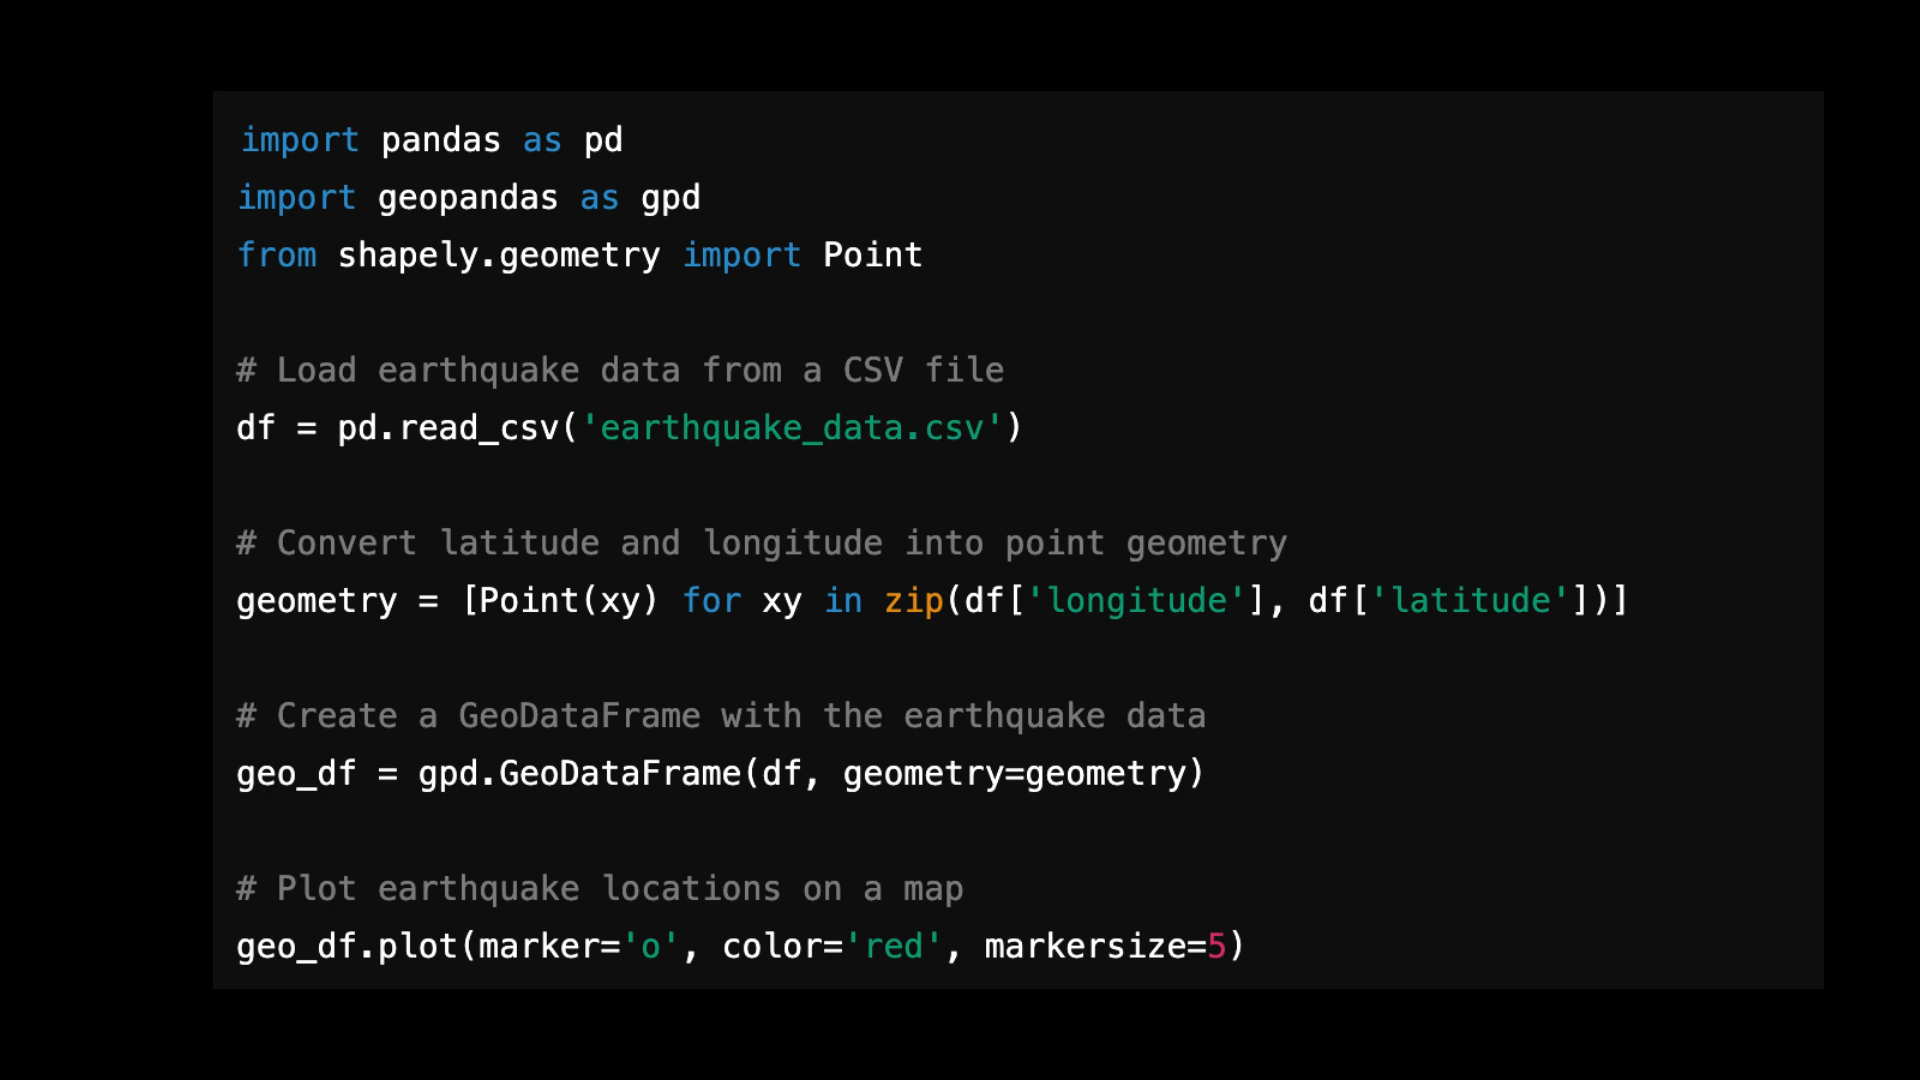 import pandas as pd
import geopandas as gpd
from shapely.geometry import Point
# Load earthquake data from a CSV file
df = pd.read_csv('earthquake_data.csv')
# Convert latitude and longitude into point geometry
geometry = [Point(xy) for xy in zip(df['longitude'], df['latitude'])]
# Create a GeoDataFrame with the earthquake data
geo_df = gpd.GeoDataFrame(df, geometry=geometry)
# Plot earthquake locations on a map
geo_df.plot(marker='o', color='red', markersize=5)